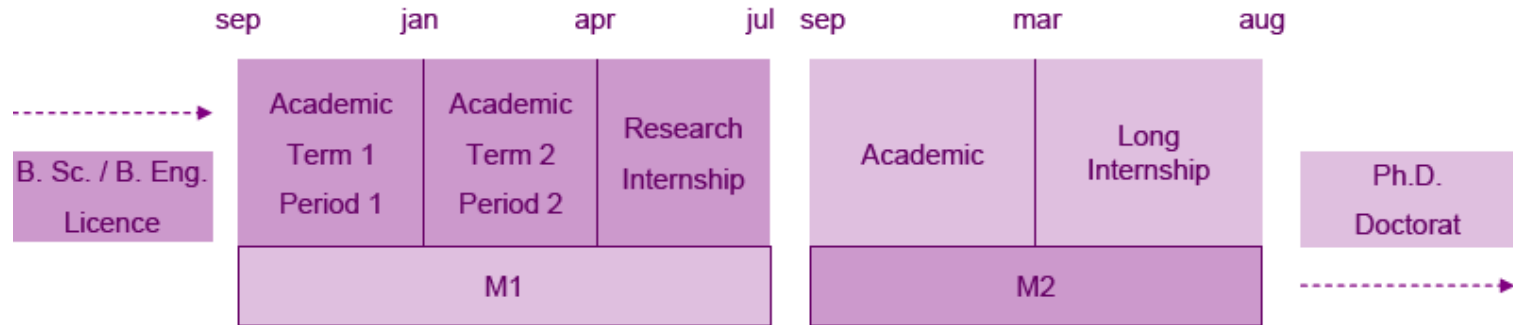 sep jan apr jul sep mar aug
B. Sc. / B. Eng.
Licence
Academic
Term 1
Period 1
Academic
Term 2
Period 2
Research
Internship
M1
Academic
Long
Internship
M2
Ph.D.
Doctorat